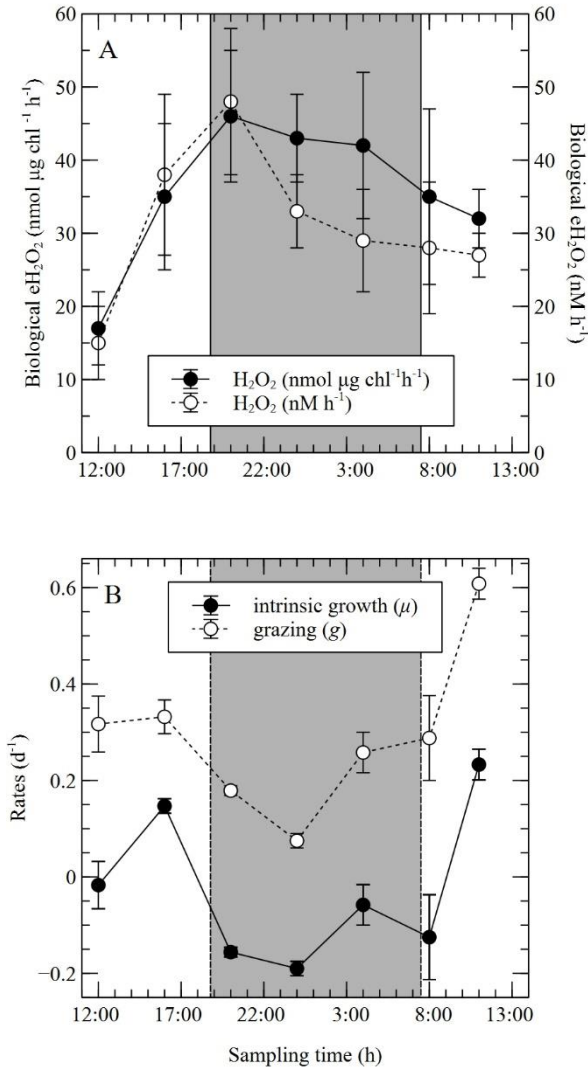 A
60
50
40
30
20
10
0
Biological eH₂O₂ (nmol µg chl ⁻¹ h⁻¹)
60
50
40
30
20
10
0
Biological eH₂O₂
(nM h⁻¹)
H₂O₂ (nmol µg chl⁻¹h⁻¹)
H₂O₂ (nM h⁻¹)
12:00 17:00 22:00 3:00 8:00 13:00
B
0.6
0.4
0.2
0
−0.2
Rates (d⁻¹)
intrinsic growth (µ)
grazing (g)
12:00 17:00 22:00 3:00 8:00 13:00
Sampling time (h)